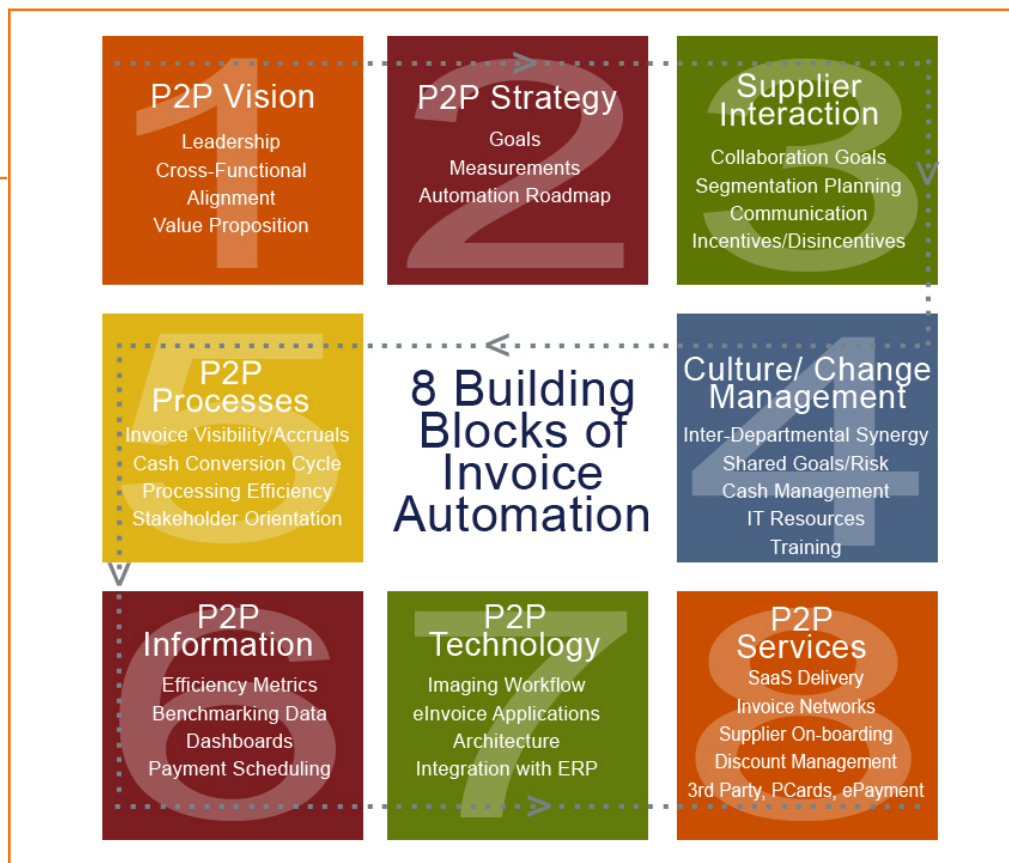 1
P2P Vision
Leadership
Cross-Functional
Alignment
Value Proposition
2
P2P Strategy
Goals
Measurements
Automation Roadmap
3
Supplier
Interaction
Collaboration Goals
Segmentation Planning
Communication
Incentives/Disincentives
8 Building
Blocks of
Invoice
Automation
4
Culture/ Change
Management
Inter-Departmental Synergy
Shared Goals/Risk
Cash Management
IT Resources
Training
5
P2P
Processes
Invoice Visibility/Accruals
Cash Conversion Cycle
Processing Efficiency
Stakeholder Orientation
6
P2P
Information
Efficiency Metrics
Benchmarking Data
Dashboards
Payment Scheduling
7
P2P
Technology
Imaging Workflow
eInvoice Applications
Architecture
Integration with ERP
8
P2P
Services
SaaS Delivery
Invoice Networks
Supplier On-boarding
Discount Management
3rd Party, PCards, ePayment